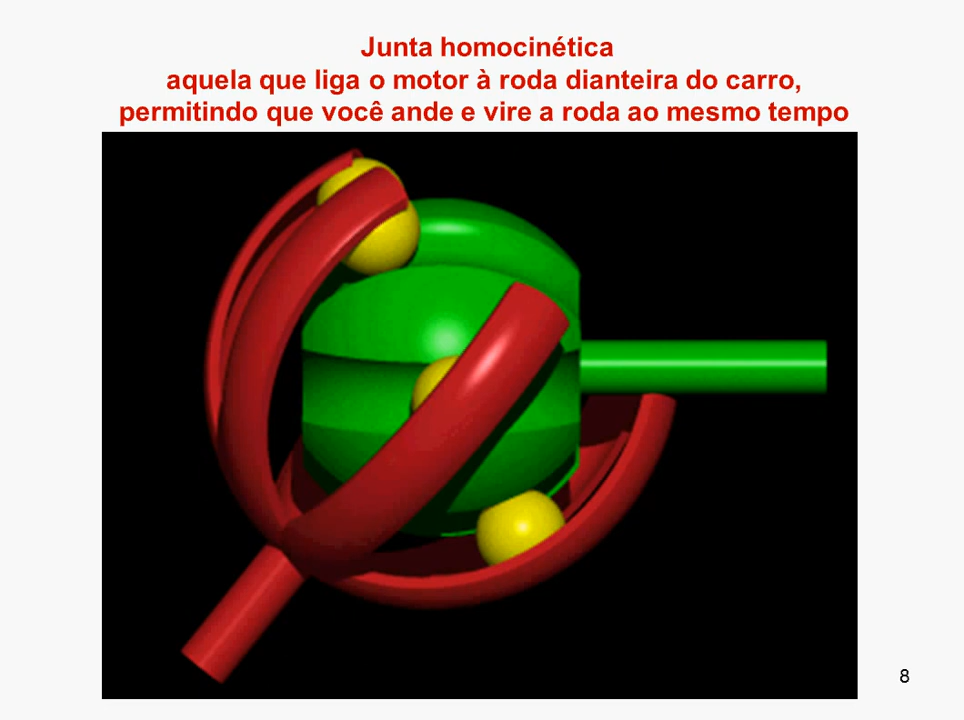 Junta homocinética
aquela que liga o motor à roda dianteira do carro,
permitindo que você ande e vire a roda ao mesmo tempo
8